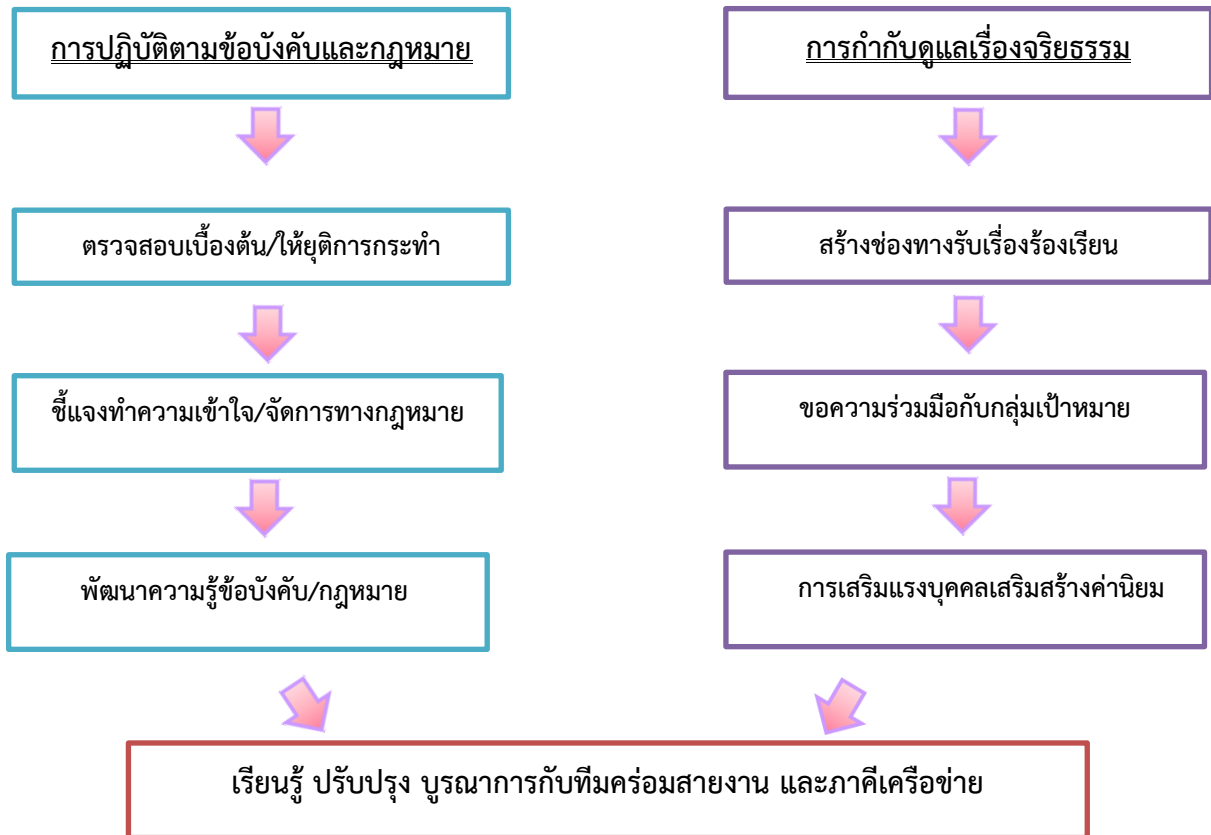 การปฏิบัติตามข้อบังคับและกฎหมาย
ตรวจสอบเบื้องต้น/ให้ยุติการกระทำ
ชี้แจงทำความเข้าใจ/จัดการทางกฎหมาย
พัฒนาความรู้ข้อบังคับ/กฎหมาย
การกำกับดูแลเรื่องจริยธรรม
สร้างช่องทางรับเรื่องร้องเรียน
ขอความร่วมมือกับกลุ่มเป้าหมาย
การเสริมแรงบุคคลเสริมสร้างค่านิยม
เรียนรู้ ปรับปรุง บูรณาการกับทีมคร่อมสายงาน และภาคีเครือข่าย